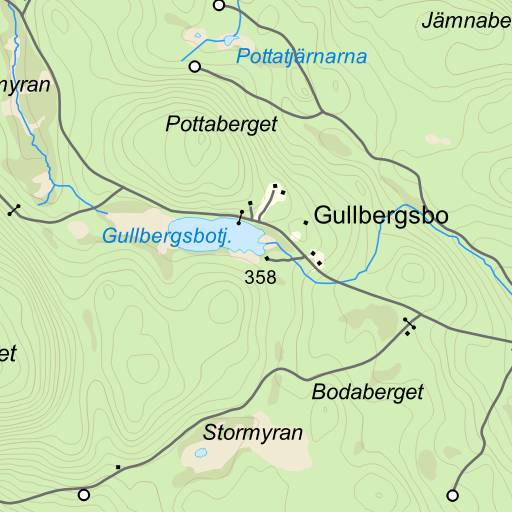 Jämnabe
Pottatjärnarna
myran
Pottaberget
Gullbergsbo
Gullbergsbotj.
358
et
Bodaberget
Stormyran